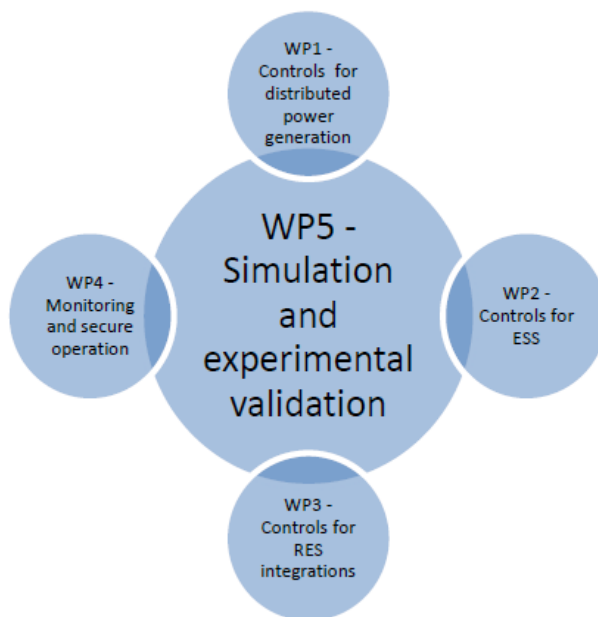 WP1 -
Controls for
distributed
power
generation
WP5 -
Simulation
and
experimental
validation
WP4 -
Monitoring
and secure
operation
WP2 -
Controls for
ESS
WP3 -
Controls for
RES
integrations